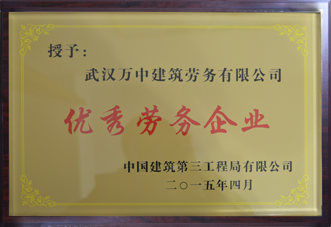 授予：
武汉万中建筑劳务有限公司
优秀劳务企业
中国建筑第三工程局有限公司
二〇一五年四月